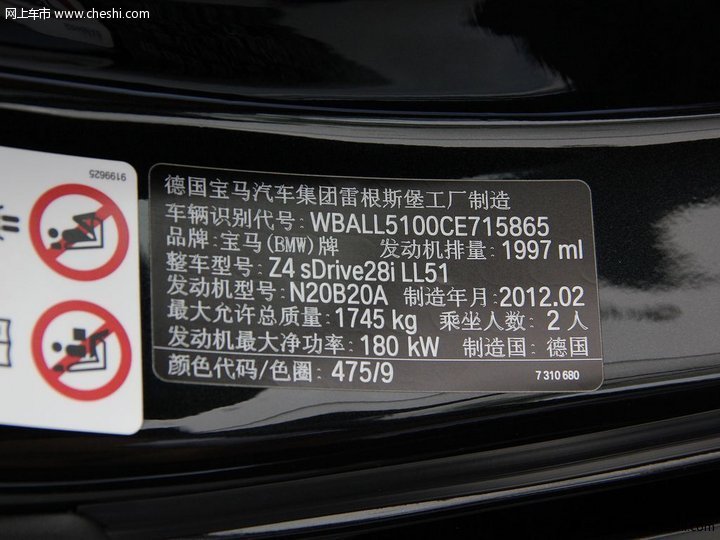 网上车市 www.cheshi.com
9199625
德国宝马汽车集团雷根斯堡工厂制造
车辆识别代号: WBALL5100CE715865
品牌: 宝马(BMW)牌 发动机排量: 1997 ml
整车型号: Z4 sDrive28i LL51
发动机型号: N20B20A 制造年月: 2012.02
最大允许总质量: 1745 kg 乘坐人数: 2 人
发动机最大净功率: 180 kW 制造国: 德国
颜色代码/色圈: 475/9
7 310 680